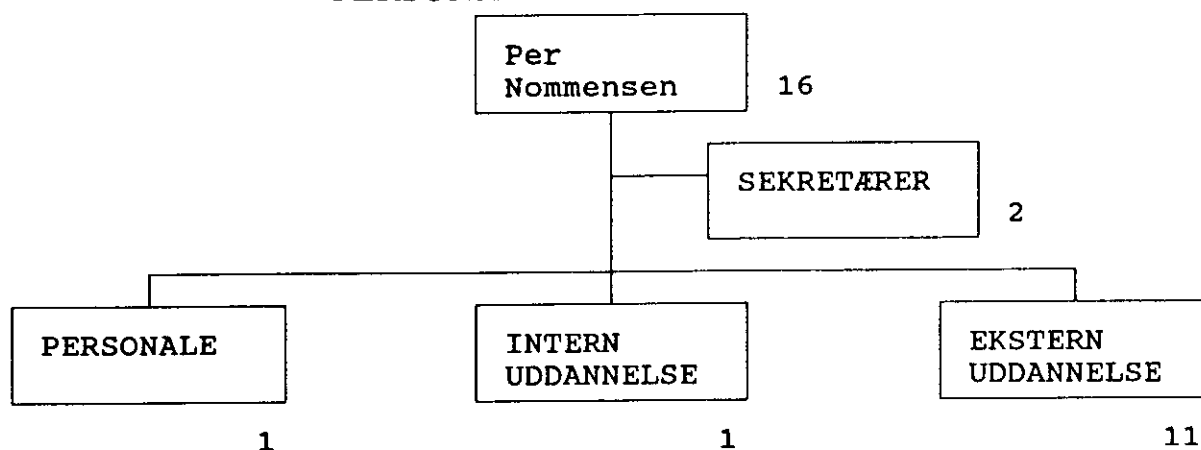 Per
Nommensen
16
SEKRETÆRER
2
PERSONALE
1
INTERN
UDDANNELSE
1
EKSTERN
UDDANNELSE
11